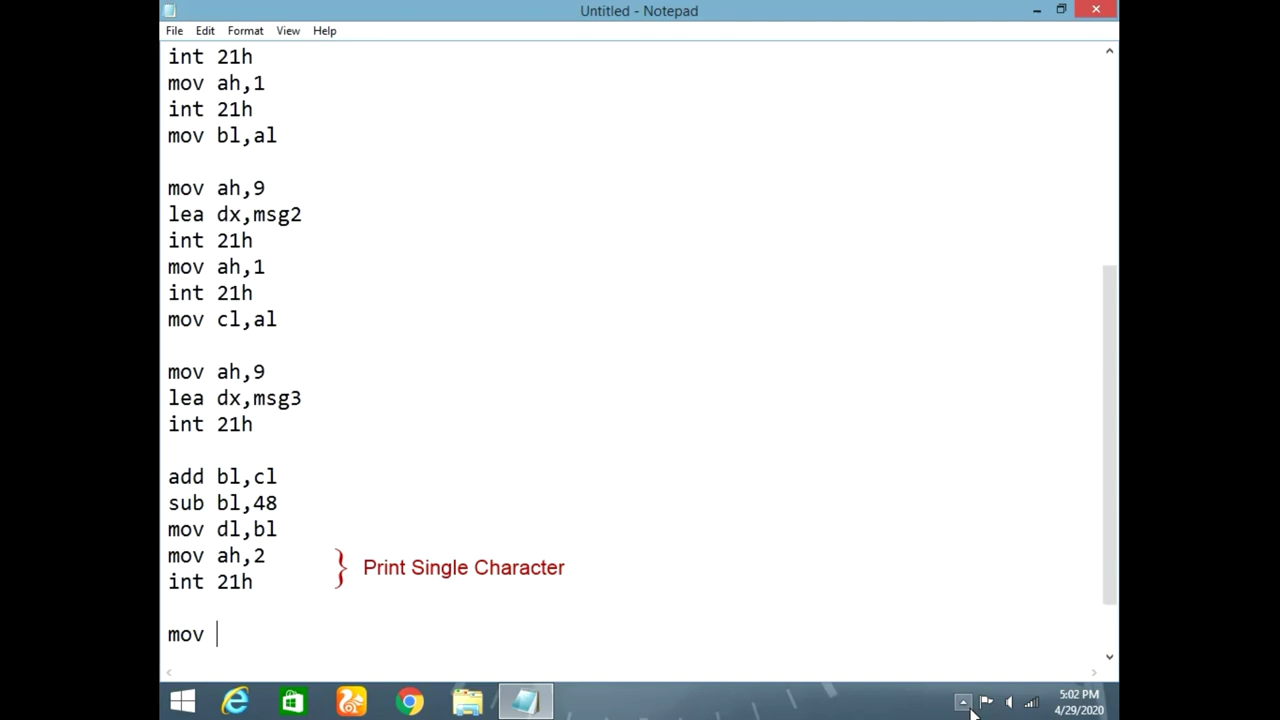 Untitled - Notepad
File Edit Format View Help
int 21h
mov ah,1
int 21h
mov bl,al
mov ah,9
lea dx,msg2
int 21h
mov ah,1
int 21h
mov cl,al
mov ah,9
lea dx,msg3
int 21h
add bl,cl
sub bl,48
mov dl,bl
mov ah,2
int 21h
} Print Single Character
mov
5:02 PM
4/29/2020